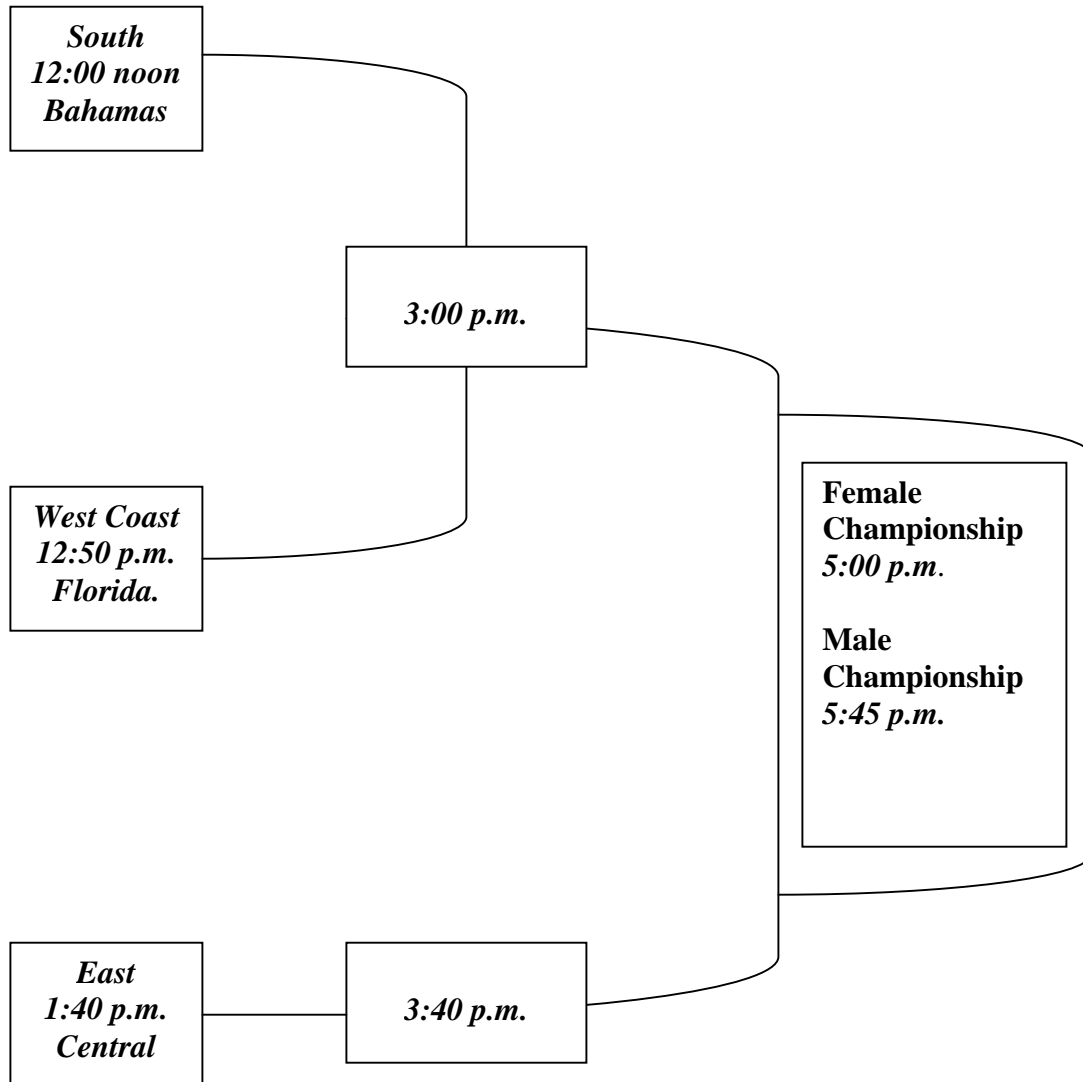 South
12:00 noon
Bahamas
3:00 p.m.
West Coast
12:50 p.m.
Florida.
Female
Championship
5:00 p.m.
Male
Championship
5:45 p.m.
East
1:40 p.m.
Central
3:40 p.m.